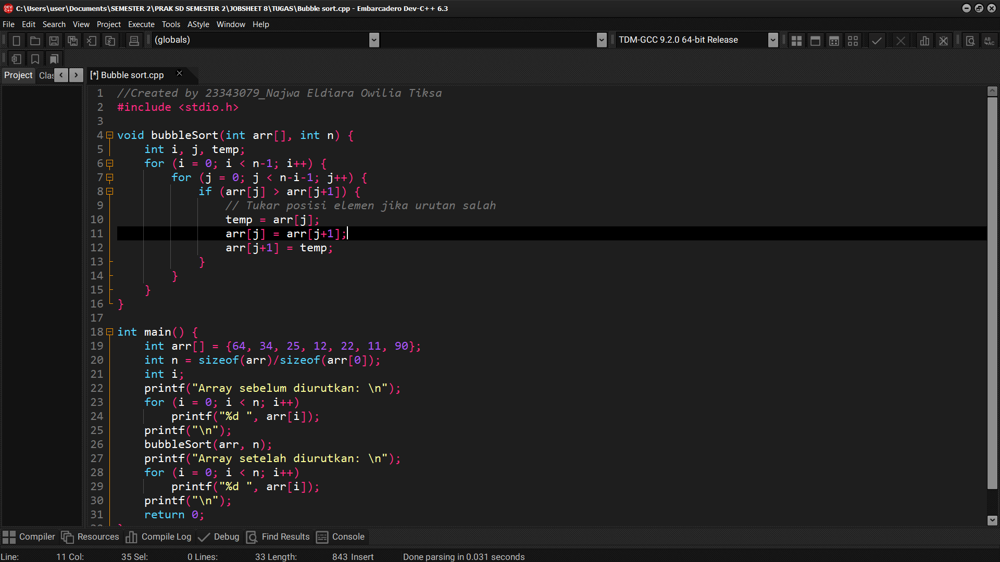 C:\Users\user\Documents\SEMESTER 2\PRAK SD SEMESTER 2\JOBSHEET 8\TUGAS\Bubble sort.cpp - Embarcadero Dev-C++ 6.3
File Edit Search View Project Execute Tools AStyle Window Help
(globals) TDM-GCC 9.2.0 64-bit Release
Project Clas [*] Bubble sort.cpp
1 //Created by 23343079_Najwa Eldiara Owilia Tiksa
2 #include <stdio.h>
3
4 void bubbleSort(int arr[], int n) {
5     int i, j, temp;
6     for (i = 0; i < n-1; i++) {
7         for (j = 0; j < n-i-1; j++) {
8             if (arr[j] > arr[j+1]) {
9                 // Tukar posisi elemen jika urutan salah
10                 temp = arr[j];
11                 arr[j] = arr[j+1];
12                 arr[j+1] = temp;
13             }
14         }
15     }
16 }
17
18 int main() {
19     int arr[] = {64, 34, 25, 12, 22, 11, 90};
20     int n = sizeof(arr)/sizeof(arr[0]);
21     int i;
22     printf("Array sebelum diurutkan: \n");
23     for (i = 0; i < n; i++)
24         printf("%d ", arr[i]);
25     printf("\n");
26     bubbleSort(arr, n);
27     printf("Array setelah diurutkan: \n");
28     for (i = 0; i < n; i++)
29         printf("%d ", arr[i]);
30     printf("\n");
31     return 0;
Compiler Resources Compile Log Debug Find Results Console
Line: 11 Col: 35 Sel: 0 Lines: 33 Length: 843 Insert Done parsing in 0.031 seconds